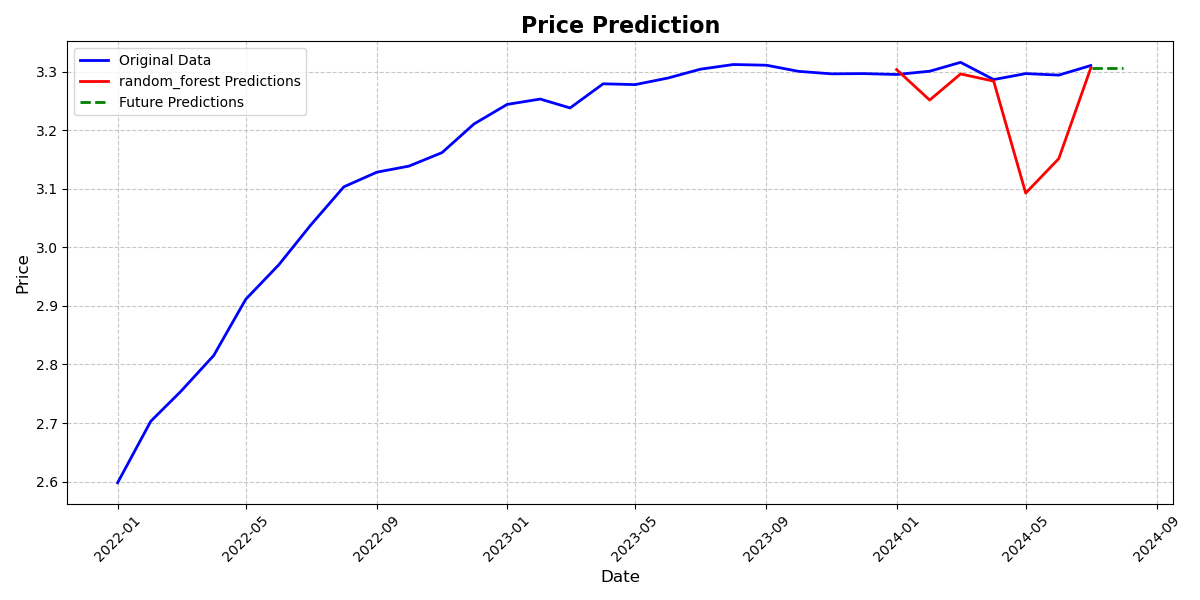 Price Prediction
Original Data
random_forest Predictions
Future Predictions
Price
3.3
3.2
3.1
3.0
2.9
2.8
2.7
2.6
2022-01
2022-05
2022-09
2023-01
2023-05
2023-09
2024-01
2024-05
2024-09
Date